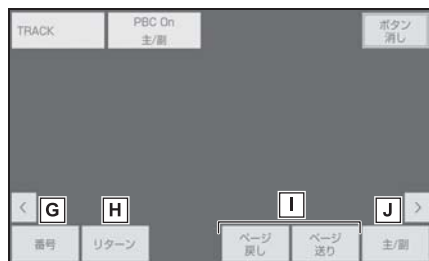 TRACK
PBC On
主/副
ボタン
消し
<
G
H
I
J
>
番号
リターン
ページ
戻し
ページ
送り
主/副